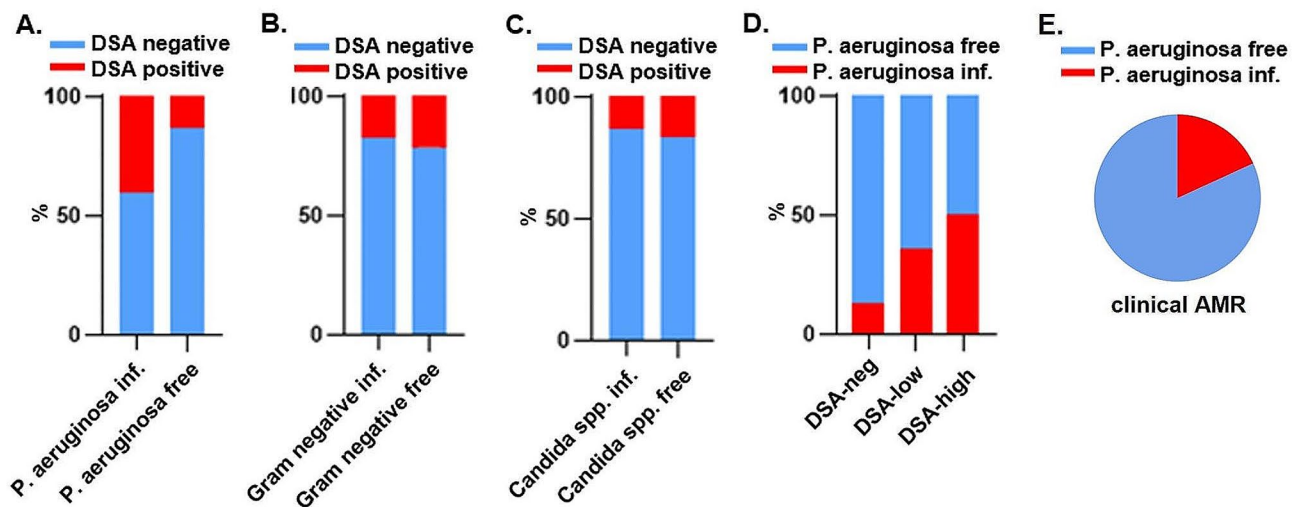 A.
DSA negative
DSA positive
100
50
0
%
P. aeruginosa inf.
P. aeruginosa free
B.
DSA negative
DSA positive
100
50
0
Gram negative inf.
Gram negative free
C.
DSA negative
DSA positive
100
50
0
%
Candida spp. inf.
Candida spp. free
D.
P. aeruginosa free
P. aeruginosa inf.
100
50
0
%
DSA-neg
DSA-low
DSA-high
E.
P. aeruginosa free
P. aeruginosa inf.
clinical AMR